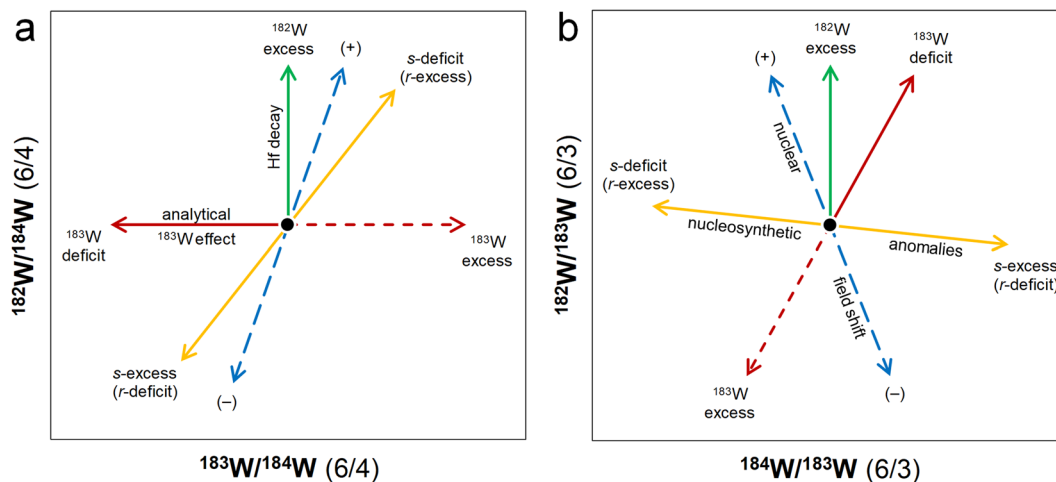 a
¹⁸²W
excess
(+)
s-deficit
(r-excess)
Hf decay
analytical
¹⁸³W effect
¹⁸³W
deficit
¹⁸³W
excess
s-excess
(r-deficit)
(–)
¹⁸²W/¹⁸⁴W (6/4)
¹⁸³W/¹⁸⁴W (6/4)
b
(+)
¹⁸²W
excess
¹⁸³W
deficit
nuclear
s-deficit
(r-excess)
nucleosynthetic
anomalies
s-excess
(r-deficit)
field shift
¹⁸³W
excess
(–)
¹⁸²W/¹⁸³W (6/3)
¹⁸⁴W/¹⁸³W (6/3)